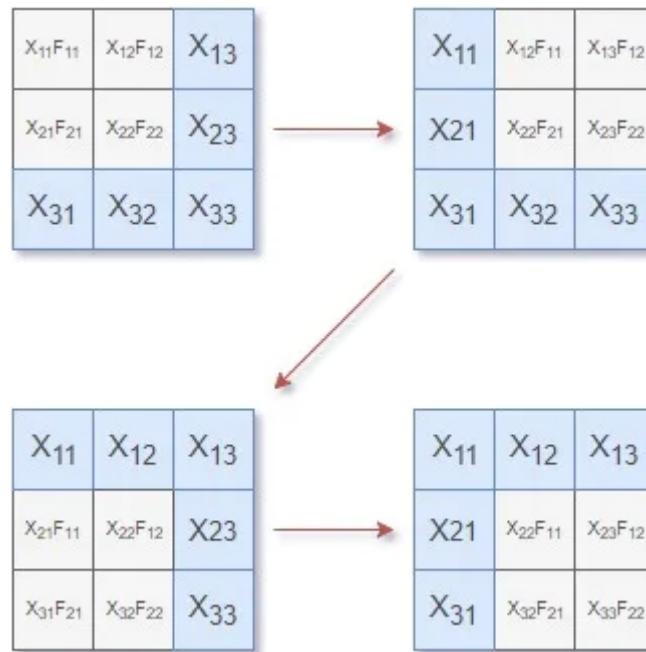 X₁₁F₁₁ X₁₂F₁₂ X₁₃ X₁₁ X₁₂F₁₁ X₁₃F₁₂
X₂₁F₂₁ X₂₂F₂₂ X₂₃ X21 X₂₂F₂₁ X₂₃F₂₂
X₃₁ X₃₂ X₃₃ X₃₁ X₃₂ X₃₃
X₁₁ X₁₂ X₁₃ X₁₁ X₁₂ X₁₃
X₂₁F₁₁ X₂₂F₁₂ X23 X21 X₂₂F₁₁ X₂₃F₁₂
X₃₁F₂₁ X₃₂F₂₂ X₃₃ X₃₁ X₃₂F₂₁ X₃₃F₂₂